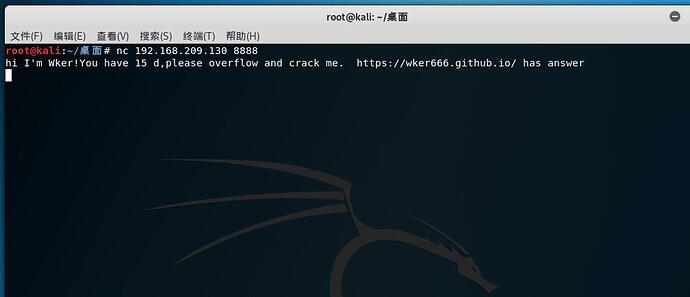 root@kali: ~/桌面
文件(F) 编辑(E) 查看(V) 搜索(S) 终端(T) 帮助(H)
root@kali:~/桌面# nc 192.168.209.130 8888
hi I'm Wker!You have 15 d,please overflow and crack me.  https://wker666.github.io/ has answer